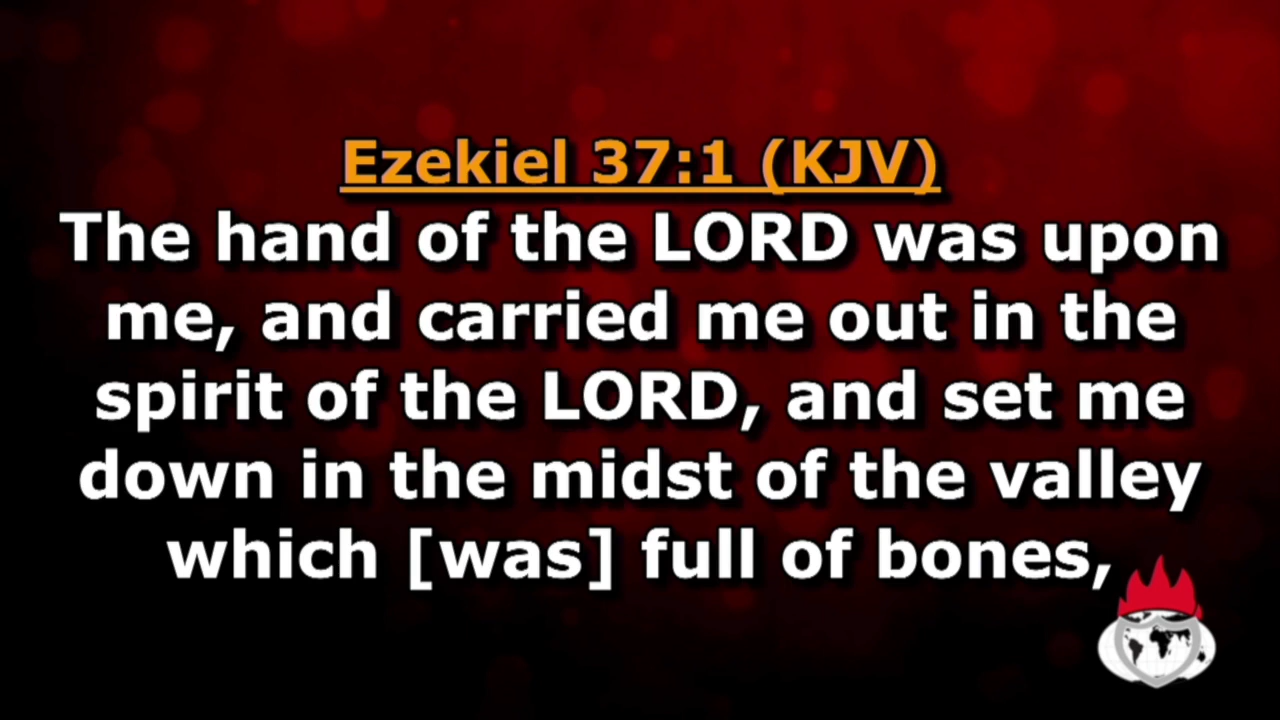 Ezekiel 37:1 (KJV)
The hand of the LORD was upon
me, and carried me out in the
spirit of the LORD, and set me
down in the midst of the valley
which [was] full of bones,